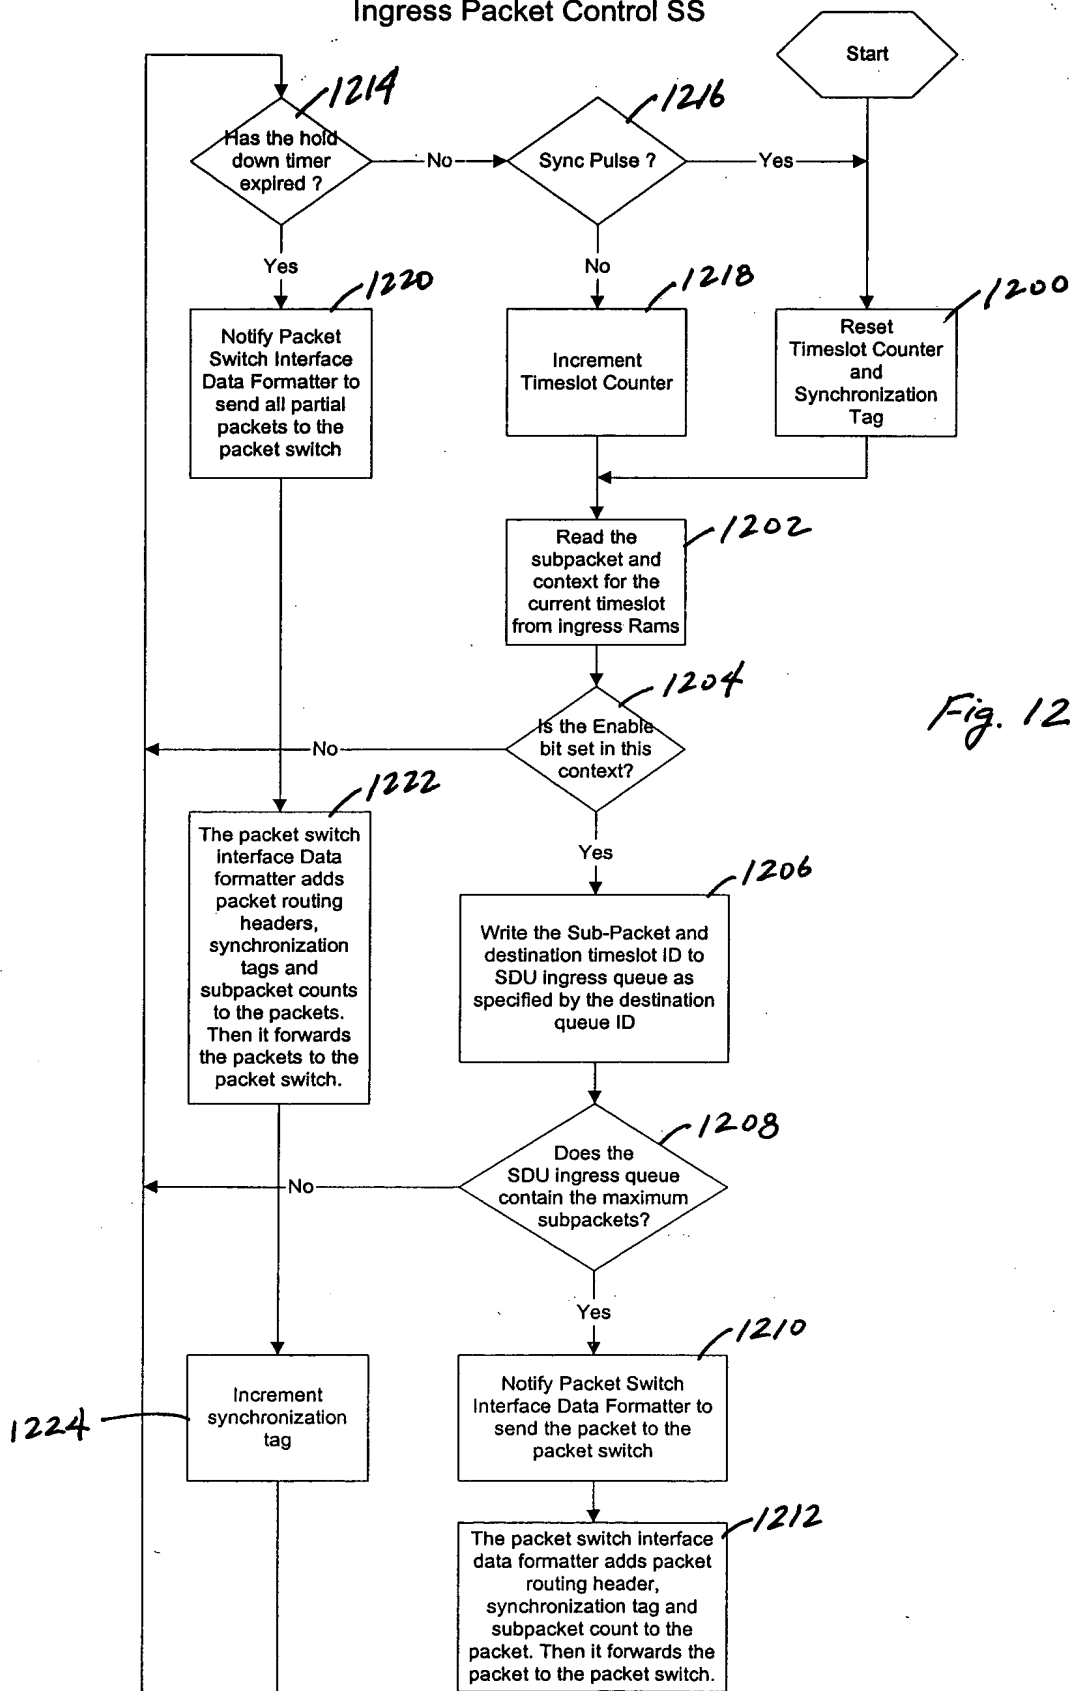 Ingress Packet Control SS
Start
1214
1216
Has the hold
down timer
expired ?
No
Sync Pulse ?
Yes
Yes
No
1220
1218
1200
Notify Packet
Switch Interface
Data Formatter to
send all partial
packets to the
packet switch
Increment
Timeslot Counter
Reset
Timeslot Counter
and
Synchronization
Tag
1202
Read the
subpacket and
context for the
current timeslot
from ingress Rams
1204
Is the Enable
bit set in this
context?
No
Fig. 12
1222
Yes
The packet switch
interface Data
formatter adds
packet routing
headers,
synchronization
tags and
subpacket counts
to the packets.
Then it forwards
the packets to the
packet switch.
1206
Write the Sub-Packet and
destination timeslot ID to
SDU ingress queue as
specified by the destination
queue ID
1208
Does the
SDU ingress queue
contain the maximum
subpackets?
No
Yes
1210
Increment
synchronization
tag
1224
Notify Packet Switch
Interface Data Formatter to
send the packet to the
packet switch
1212
The packet switch interface
data formatter adds packet
routing header,
synchronization tag and
subpacket count to the
packet. Then it forwards the
packet to the packet switch.